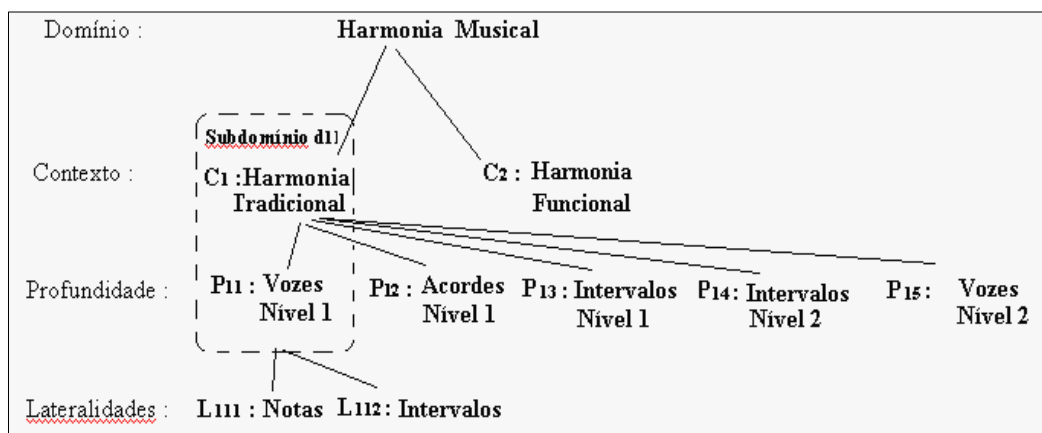 Domínio : Harmonia Musical
Subdomínio d11
Contexto : C1 :Harmonia C2 : Harmonia
Tradicional Funcional
Profundidade : P11 : Vozes P12 : Acordes P13 : Intervalos P14: Intervalos P15: Vozes
Nível 1 Nível 1 Nível 1 Nível 2 Nível 2
Lateralidades : L111 : Notas L112 : Intervalos